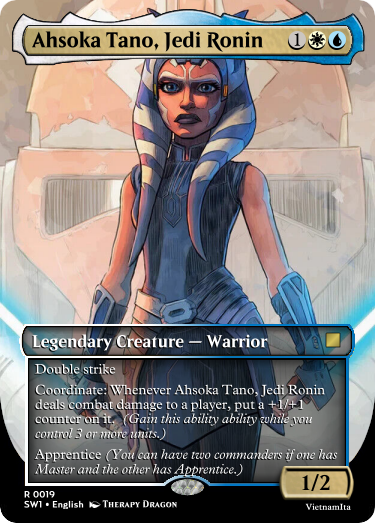 Ahsoka Tano, Jedi Ronin 1
Legendary Creature — Warrior
Double strike
Coordinate: Whenever Ahsoka Tano, Jedi Ronin
deals combat damage to a player, put a +1/+1
counter on it. (Gain this ability ability while you
control 3 or more units.)
Apprentice (You can have two commanders if one has
Master and the other has Apprentice.)
1/2
R 0019
SW1 • English Therapy Dragon
VietnamIta